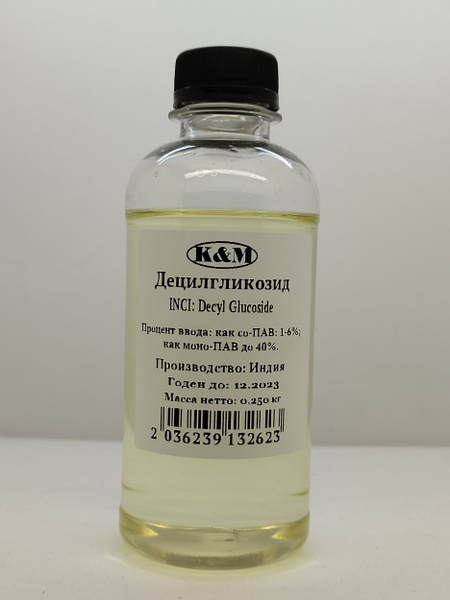 K&M
Децилгликозид
INCI: Decyl Glucoside
Процент ввода: как со-ПАВ: 1-6%;
как моно-ПАВ до 40%.
Производство: Индия
Годен до: 12.2023
Масса нетто: 0.250 кг
2 036239 132623